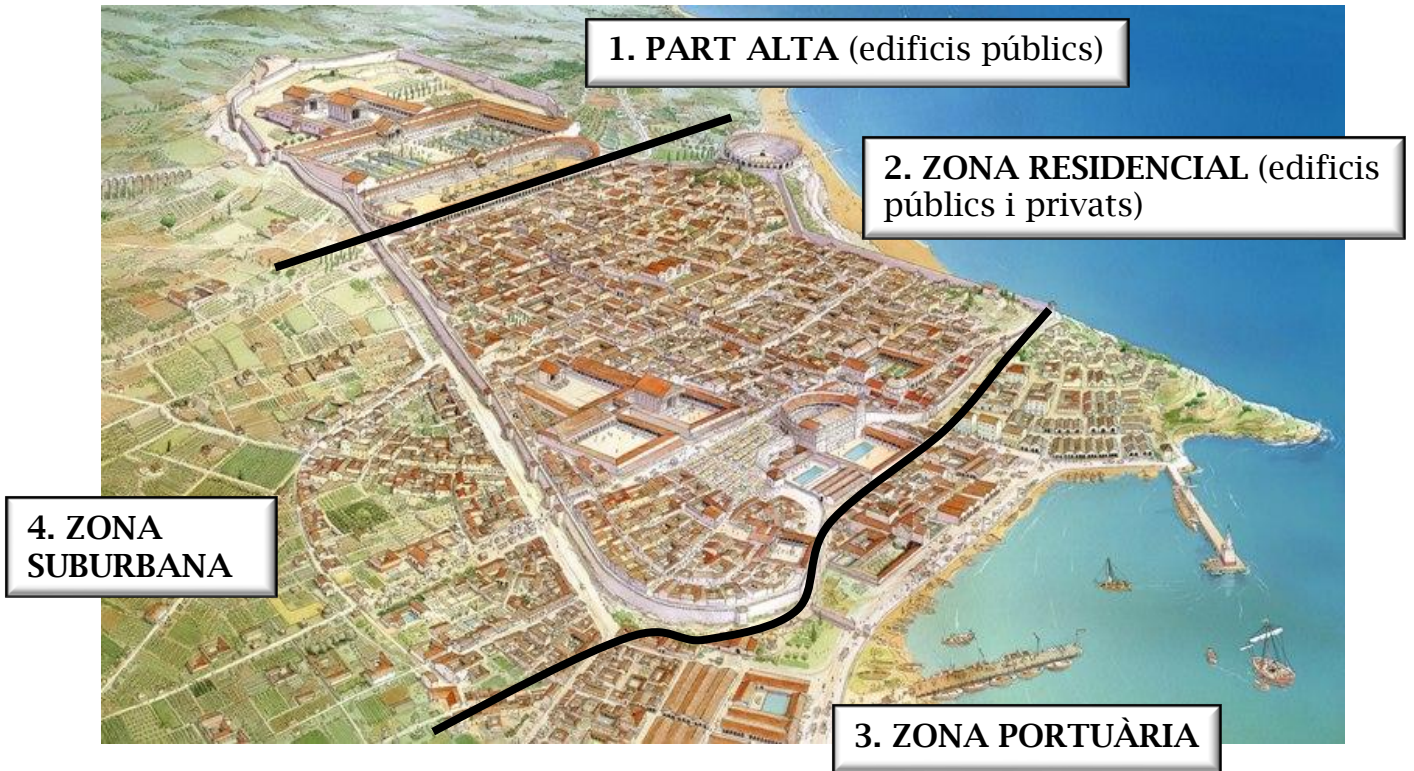 1. PART ALTA (edificis públics)
2. ZONA RESIDENCIAL (edificis
públics i privats)
4. ZONA
SUBURBANA
3. ZONA PORTUÀRIA